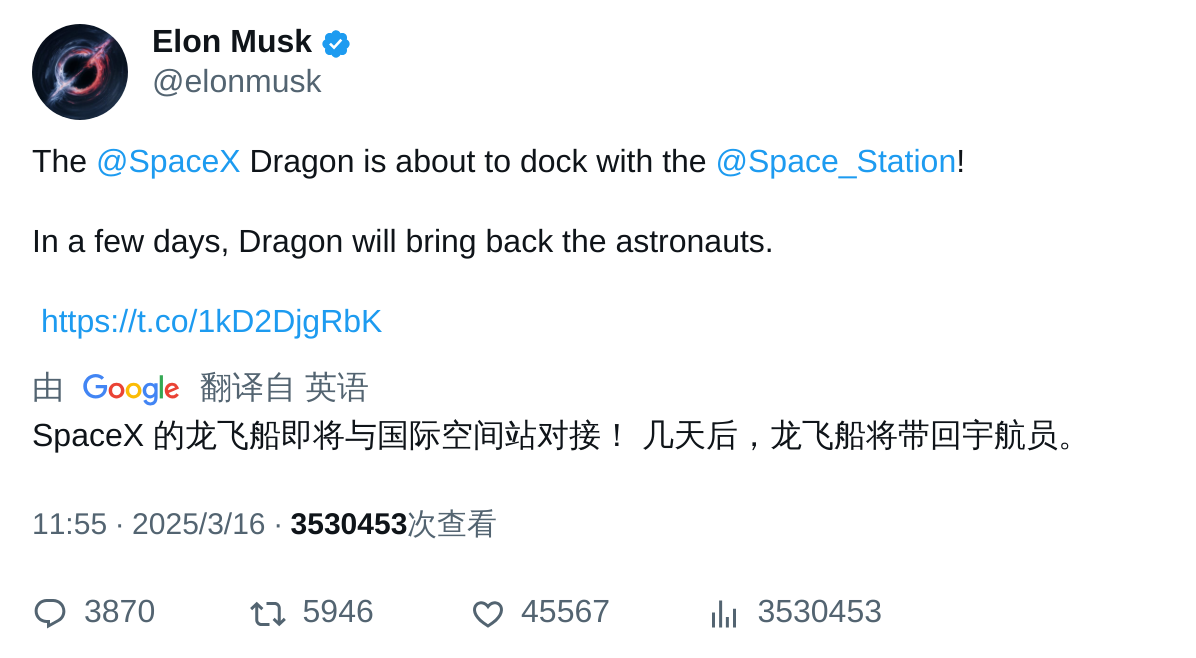 Elon Musk
@elonmusk
The @SpaceX Dragon is about to dock with the @Space_Station!
In a few days, Dragon will bring back the astronauts.
https://t.co/1kD2DjgRbK
由 Google 翻译自 英语
SpaceX 的龙飞船即将与国际空间站对接！ 几天后，龙飞船将带回宇航员。
11:55 · 2025/3/16 · 3530453次查看
3870 5946 45567 3530453